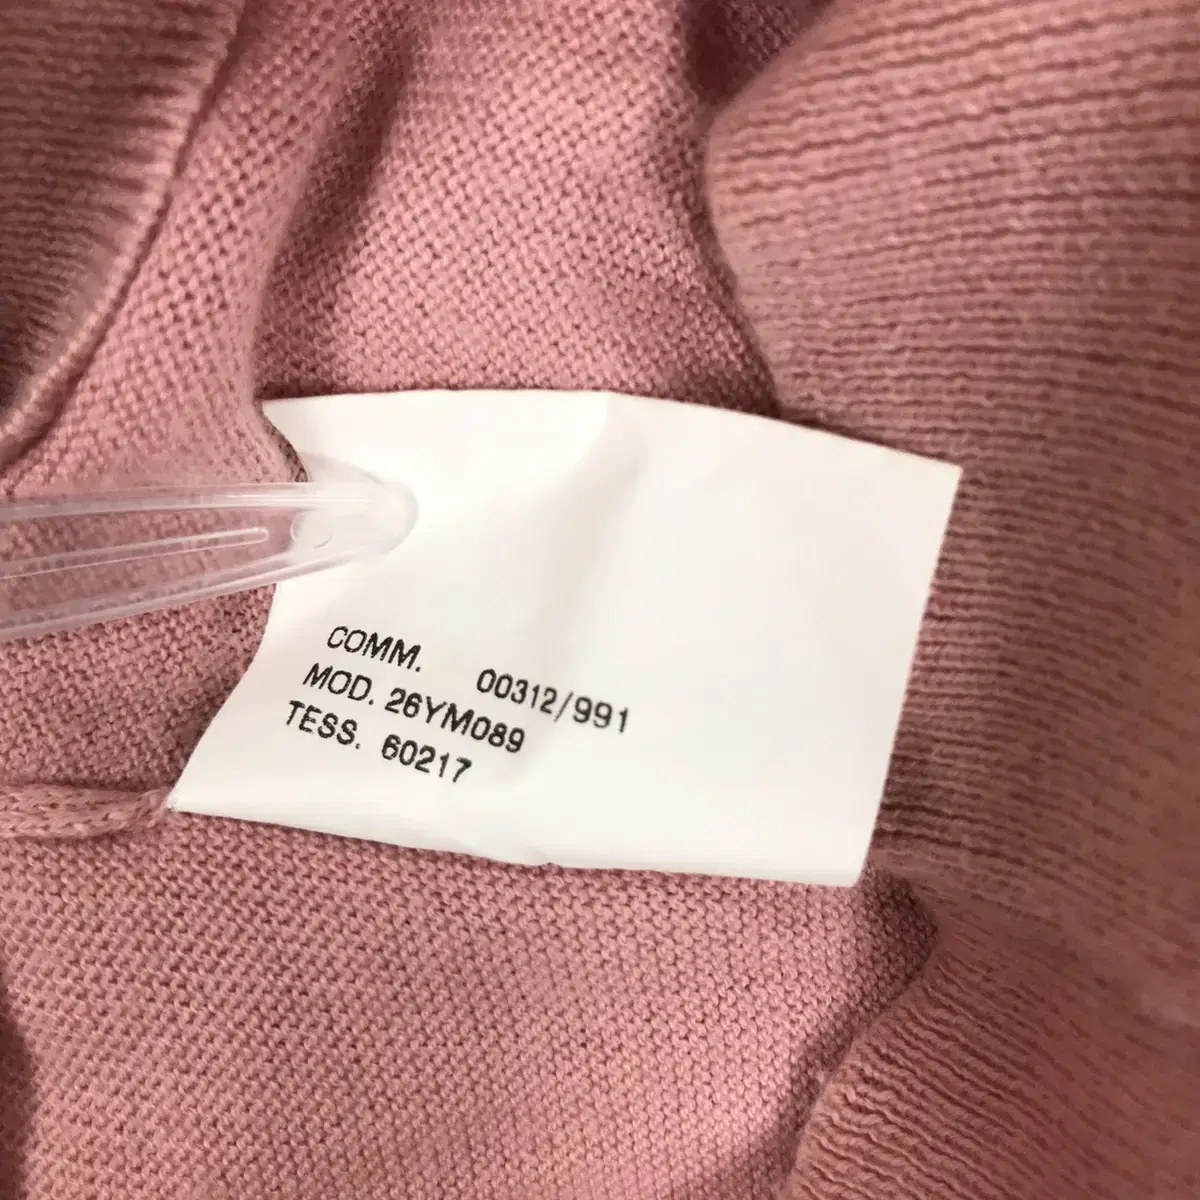 COMM. 00312/991
MOD. 26YM089
TESS. 60217